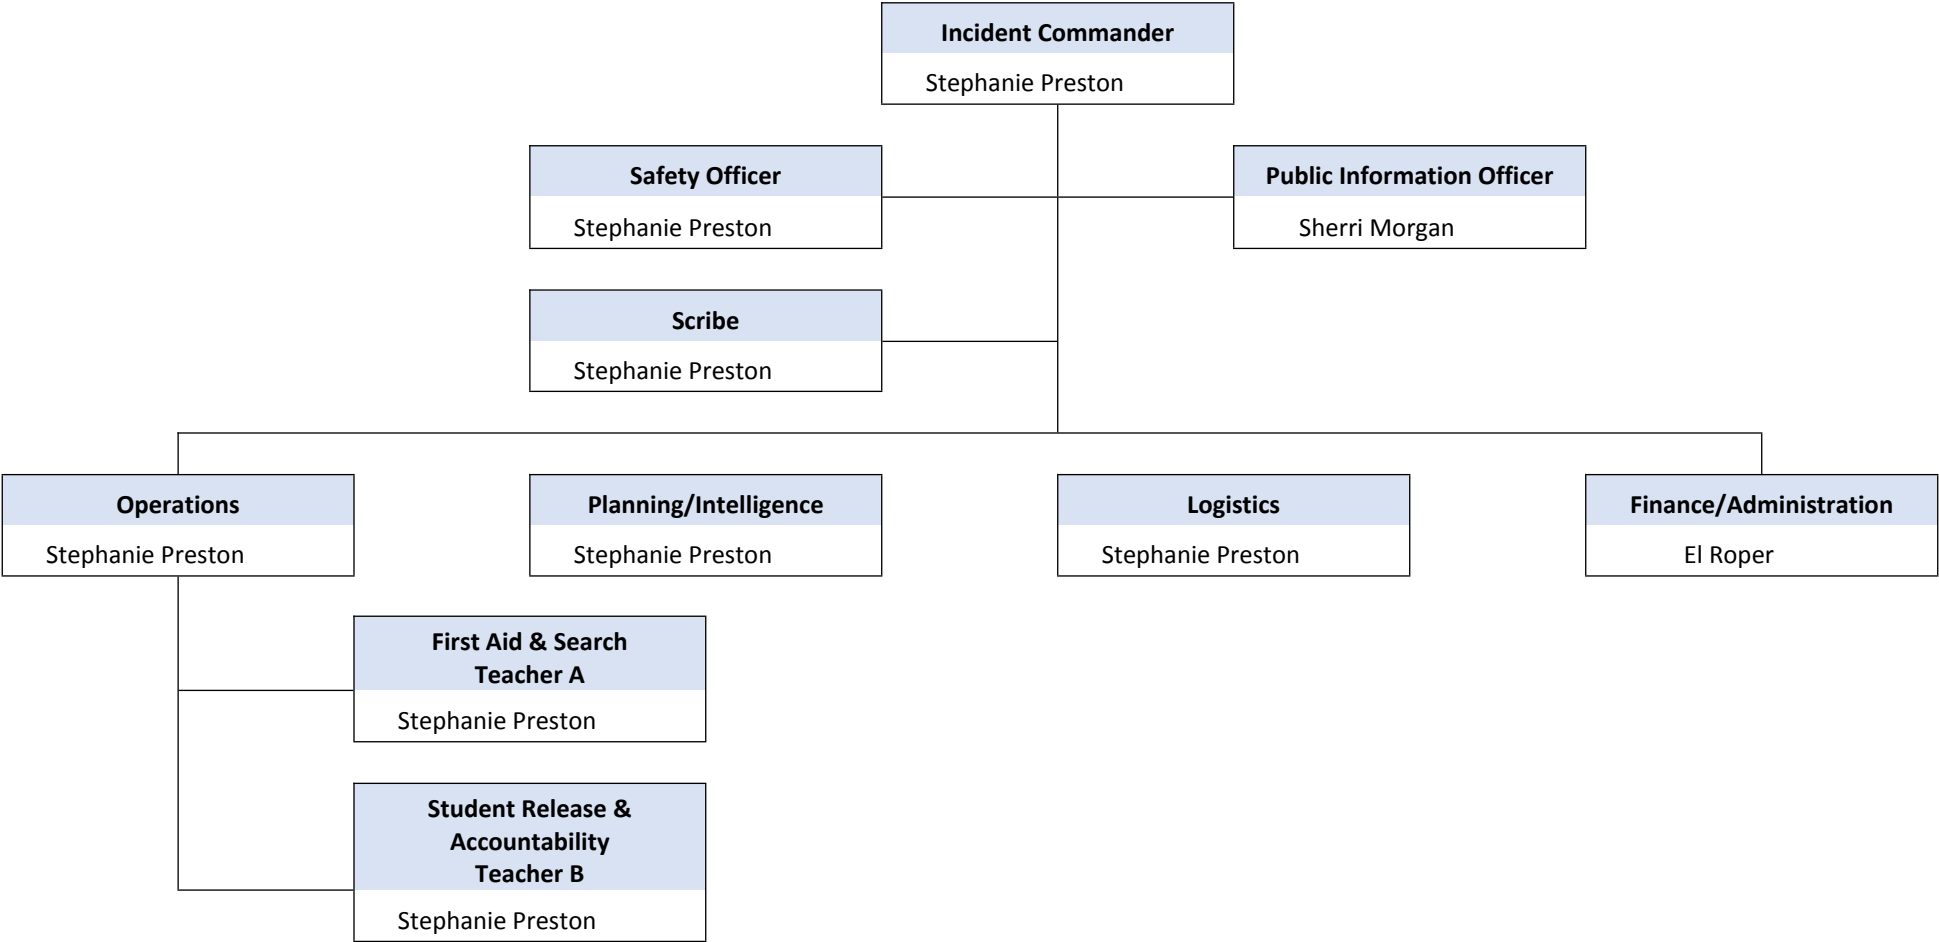 Incident Commander
Stephanie Preston
Safety Officer
Stephanie Preston
Public Information Officer
Sherri Morgan
Scribe
Stephanie Preston
Operations
Stephanie Preston
Planning/Intelligence
Stephanie Preston
Logistics
Stephanie Preston
Finance/Administration
El Roper
First Aid & Search
Teacher A
Stephanie Preston
Student Release &
Accountability
Teacher B
Stephanie Preston